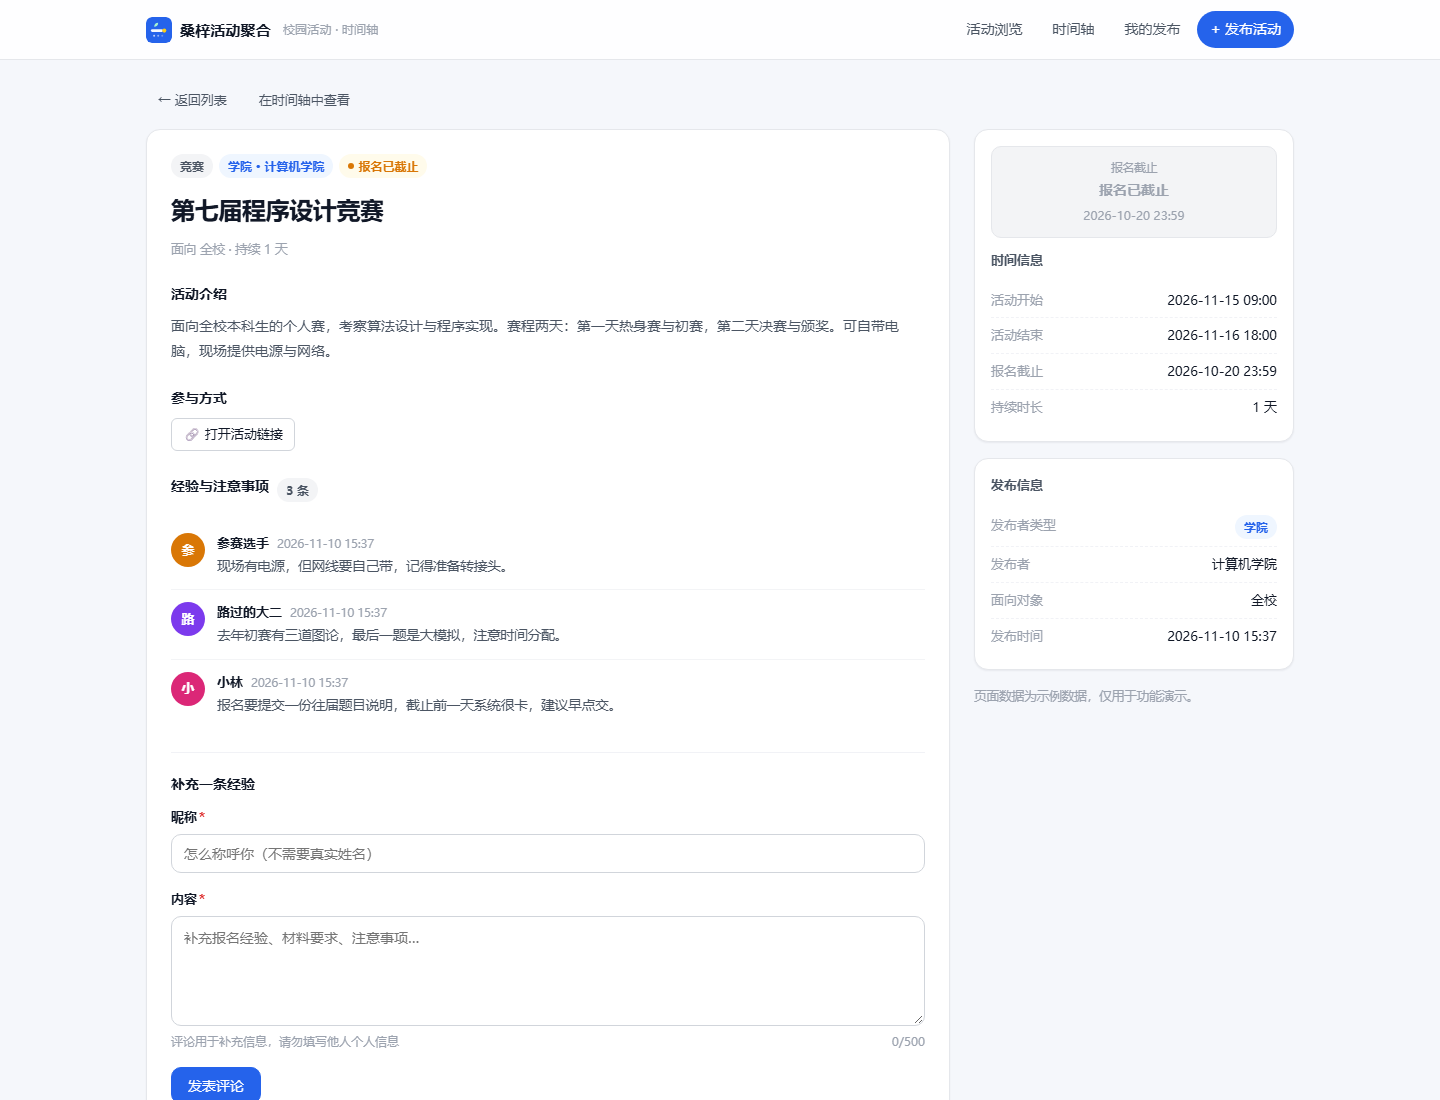 桑梓活动聚合 校园活动 · 时间轴 活动浏览 时间轴 我的发布 + 发布活动
← 返回列表 在时间轴中查看
竞赛 学院 • 计算机学院 报名已截止
第七届程序设计竞赛
面向 全校 · 持续 1 天
活动介绍
面向全校本科生的个人赛，考察算法设计与程序实现。赛程两天：第一天热身赛与初赛，第二天决赛与颁奖。可自带电
脑，现场提供电源与网络。
参与方式
打开活动链接
经验与注意事项 3 条
参 参赛选手 2026-11-10 15:37
现场有电源，但网线要自己带，记得准备转接头。
路 路过的大二 2026-11-10 15:37
去年初赛有三道图论，最后一题是大模拟，注意时间分配。
小 小林 2026-11-10 15:37
报名要提交一份往届题目说明，截止前一天系统很卡，建议早点交。
补充一条经验
昵称*
怎么称呼你（不需要真实姓名）
内容*
补充报名经验、材料要求、注意事项...
评论用于补充信息，请勿填写他人个人信息 0/500
发表评论
报名截止
报名已截止
2026-10-20 23:59
时间信息
活动开始 2026-11-15 09:00
活动结束 2026-11-16 18:00
报名截止 2026-10-20 23:59
持续时长 1 天
发布信息
发布者类型 学院
发布者 计算机学院
面向对象 全校
发布时间 2026-11-10 15:37
页面数据为示例数据，仅用于功能演示。